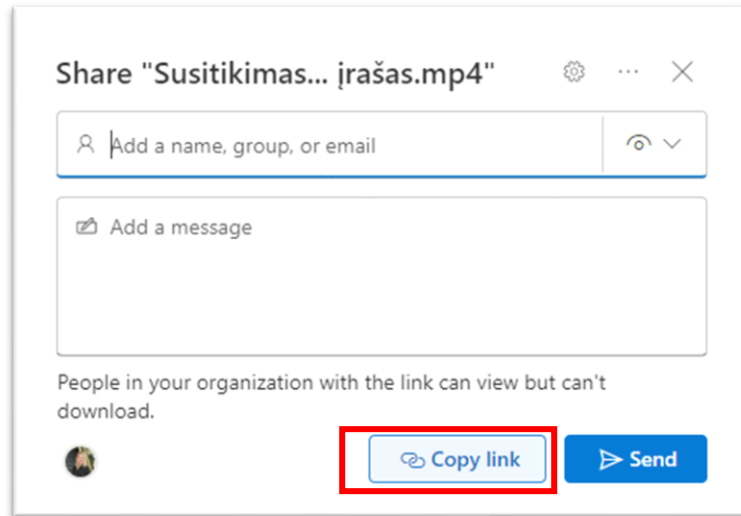 Share "Susitikimas... įrašas.mp4"
Add a name, group, or email
Add a message
People in your organization with the link can view but can't
download.
Copy link
Send